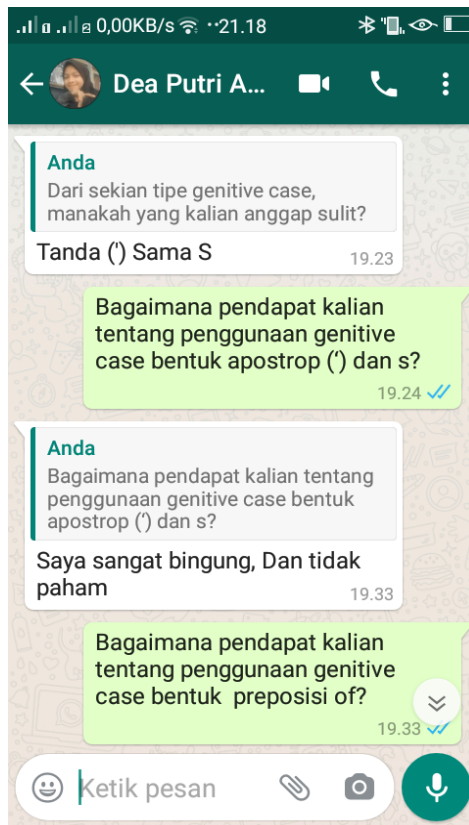 0,00KB/s ··21.18
Dea Putri A...
Anda
Dari sekian tipe genitive case,
manakah yang kalian anggap sulit?
Tanda (') Sama S
19.23
Bagaimana pendapat kalian
tentang penggunaan genitive
case bentuk apostrop (‘) dan s?
19.24
Anda
Bagaimana pendapat kalian tentang
penggunaan genitive case bentuk
apostrop (‘) dan s?
Saya sangat bingung, Dan tidak
paham
19.33
Bagaimana pendapat kalian
tentang penggunaan genitive
case bentuk  preposisi of?
19.33
Ketik pesan